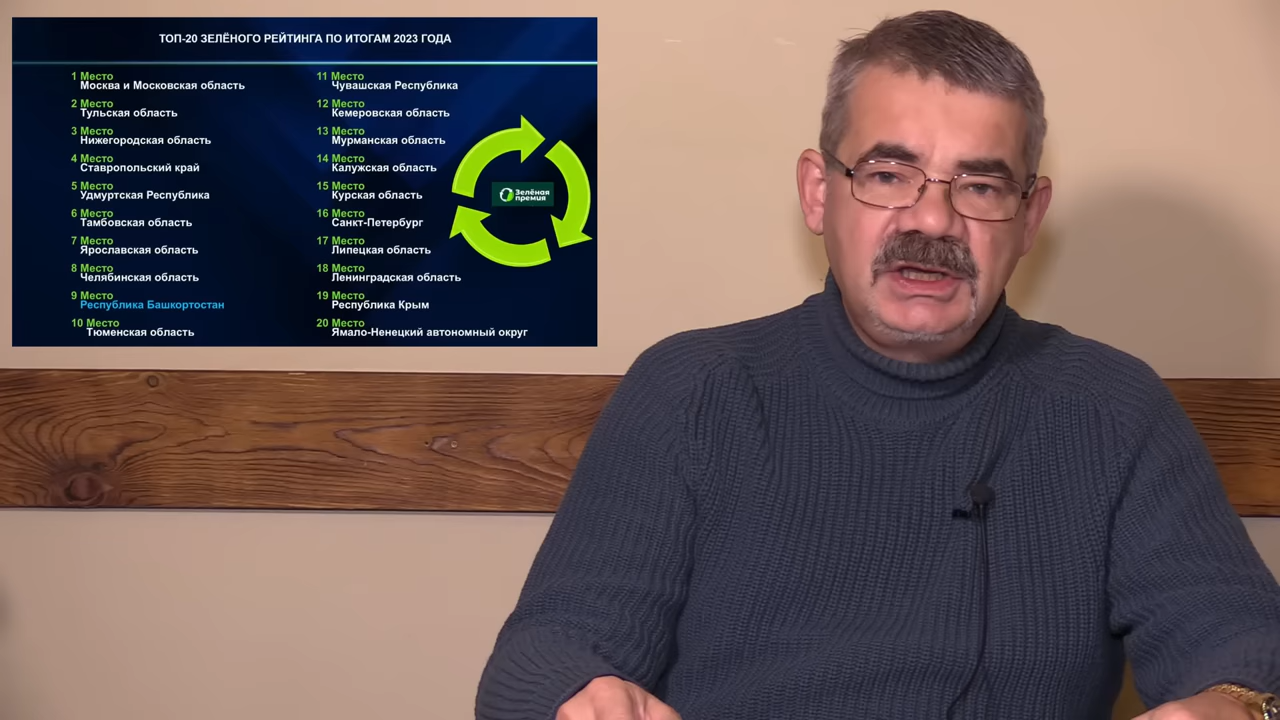 ТОП-20 ЗЕЛЁНОГО РЕЙТИНГА ПО ИТОГАМ 2023 ГОДА
1 Место
Москва и Московская область
2 Место
Тульская область
3 Место
Нижегородская область
4 Место
Ставропольский край
5 Место
Удмуртская Республика
6 Место
Тамбовская область
7 Место
Ярославская область
8 Место
Челябинская область
9 Место
Республика Башкортостан
10 Место
Тюменская область
11 Место
Чувашская Республика
12 Место
Кемеровская область
13 Место
Мурманская область
14 Место
Калужская область
15 Место
Курская область
16 Место
Санкт-Петербург
17 Место
Липецкая область
18 Место
Ленинградская область
19 Место
Республика Крым
20 Место
Ямало-Ненецкий автономный округ
Зелёная
премия